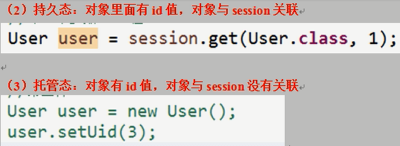 （2）持久态：对象里面有 id 值，对象与 session 关联
User user = session.get(User.class, 1);
（3）托管态：对象有 id 值，对象与 session 没有关联
User user = new User();
user.setUid(3);